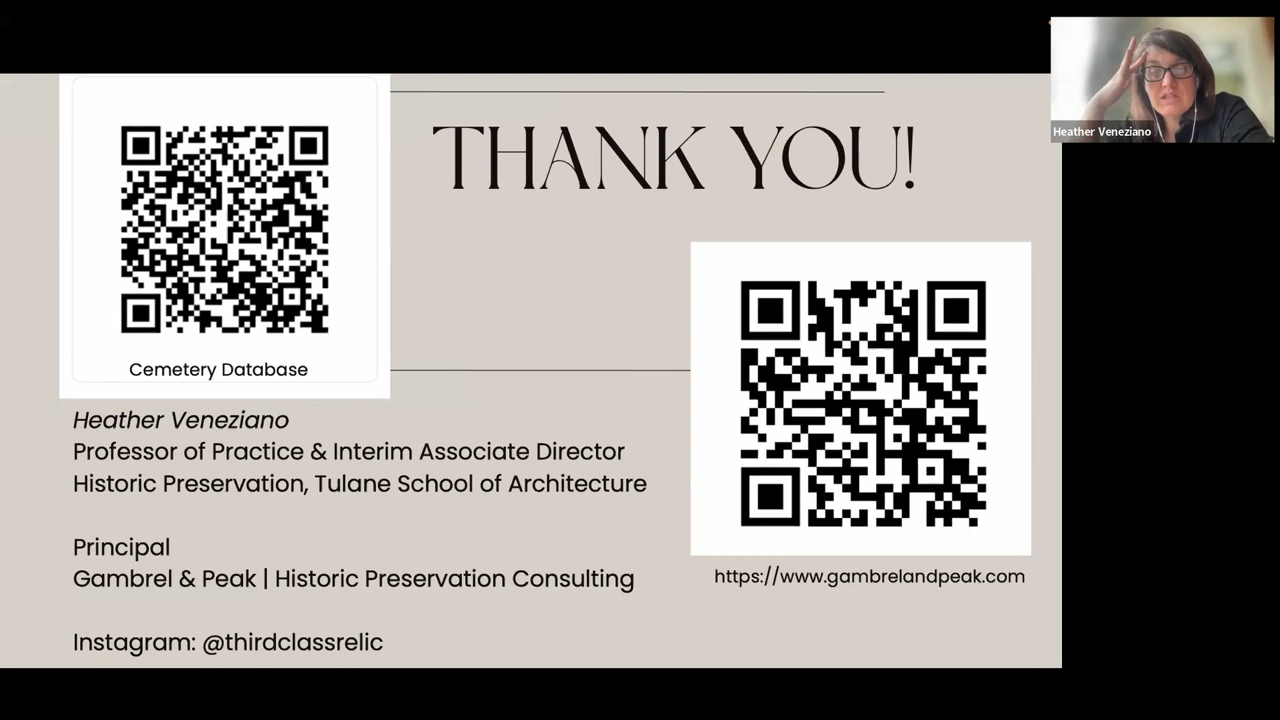 THANK YOU!
Cemetery Database
Heather Veneziano
Professor of Practice & Interim Associate Director
Historic Preservation, Tulane School of Architecture
Principal
Gambrel & Peak | Historic Preservation Consulting
Instagram: @thirdclassrelic
https://www.gambrelandpeak.com
Heather Veneziano